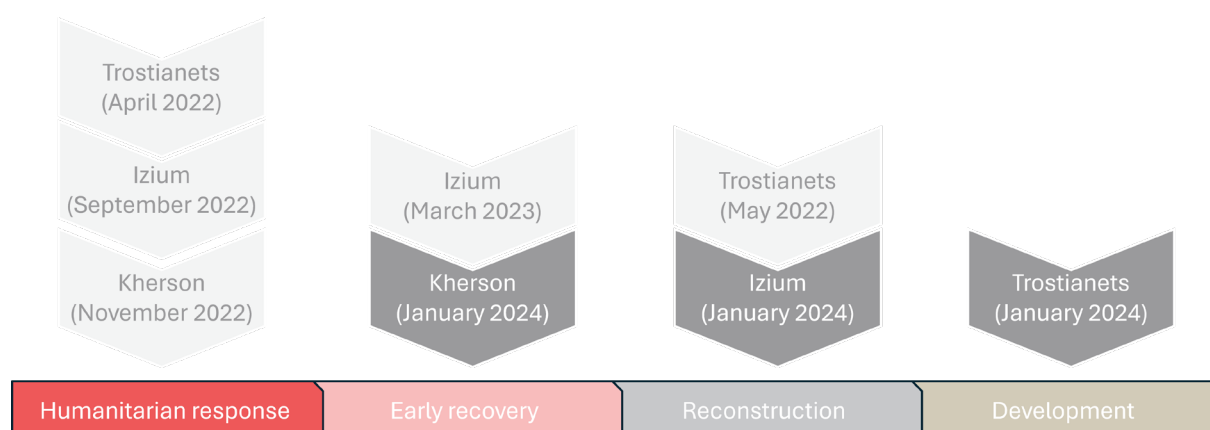 Trostianets
(April 2022)
Izium
(September 2022)
Kherson
(November 2022)
Izium
(March 2023)
Kherson
(January 2024)
Trostianets
(May 2022)
Izium
(January 2024)
Trostianets
(January 2024)
Humanitarian response
Early recovery
Reconstruction
Development